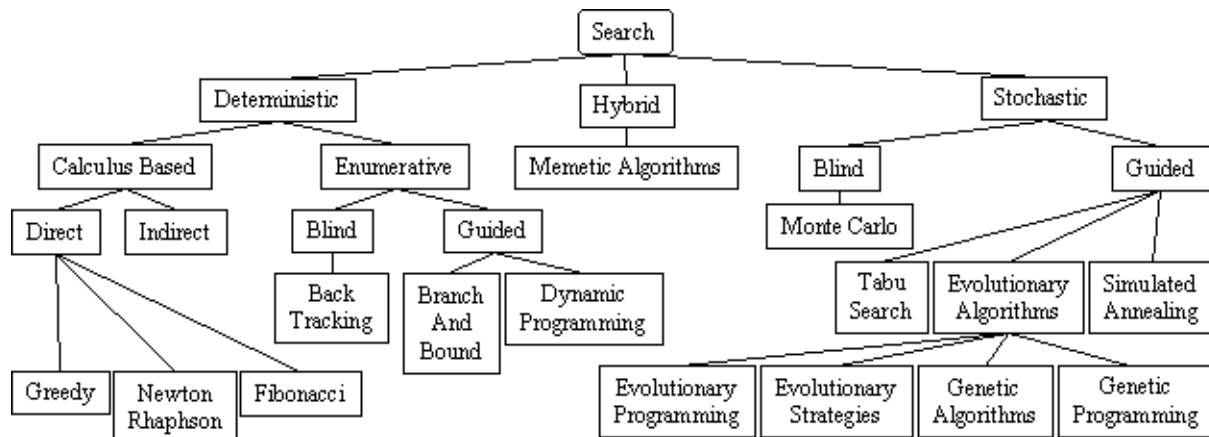 Search
Deterministic
Hybrid
Stochastic
Calculus Based
Enumerative
Memetic Algorithms
Blind
Guided
Direct
Indirect
Blind
Guided
Monte Carlo
Back
Tracking
Branch
And
Bound
Dynamic
Programming
Tabu
Search
Evolutionary
Algorithms
Simulated
Annealing
Greedy
Newton
Rhaphson
Fibonacci
Evolutionary
Programming
Evolutionary
Strategies
Genetic
Algorithms
Genetic
Programming